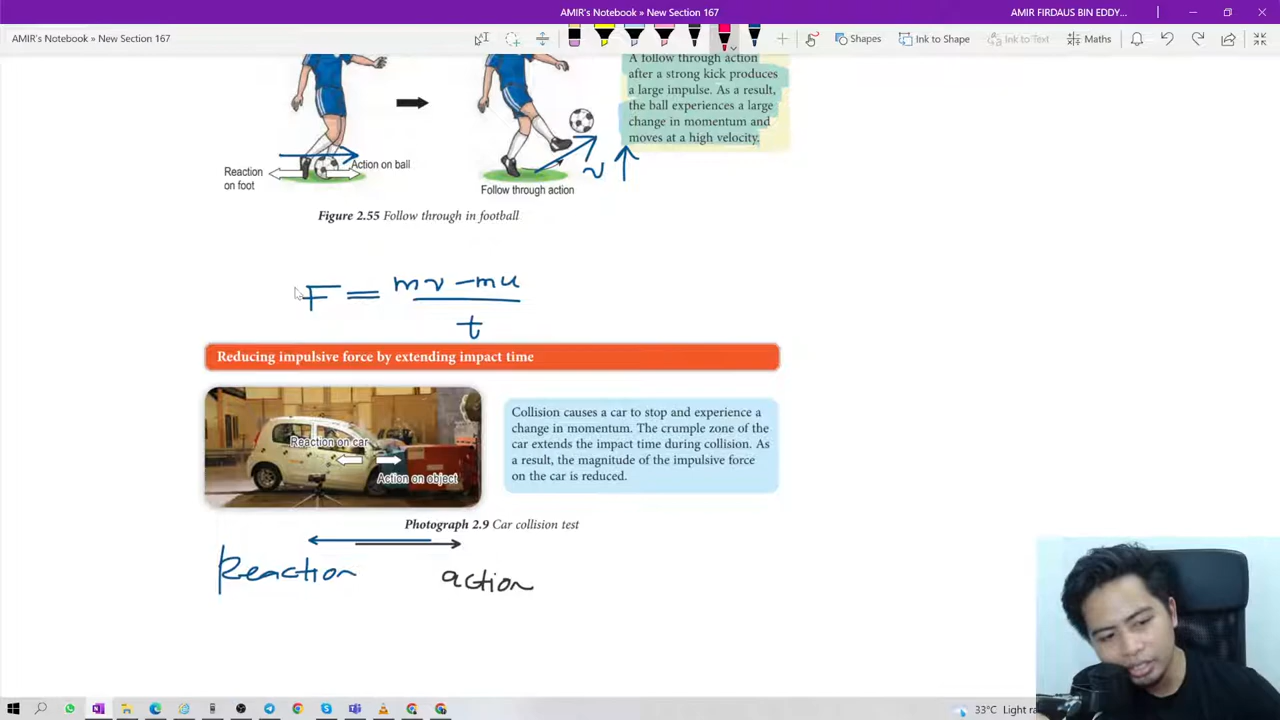 AMIR's Notebook » New Section 167
AMIR FIRDAUS BIN EDDY...
AMIR's Notebook » New Section 167
Shapes
Ink to Shape
Ink to Text
Maths
A follow through action
after a strong kick produces
a large impulse. As a result,
the ball experiences a large
change in momentum and
moves at a high velocity.
Reaction
on foot
Action on ball
Follow through action
v ↑
Figure 2.55 Follow through in football
F = mv - mu
t
Reducing impulsive force by extending impact time
Reaction on car
Action on object
Collision causes a car to stop and experience a
change in momentum. The crumple zone of the
car extends the impact time during collision. As
a result, the magnitude of the impulsive force
on the car is reduced.
Photograph 2.9 Car collision test
Reaction
action
33°C Light